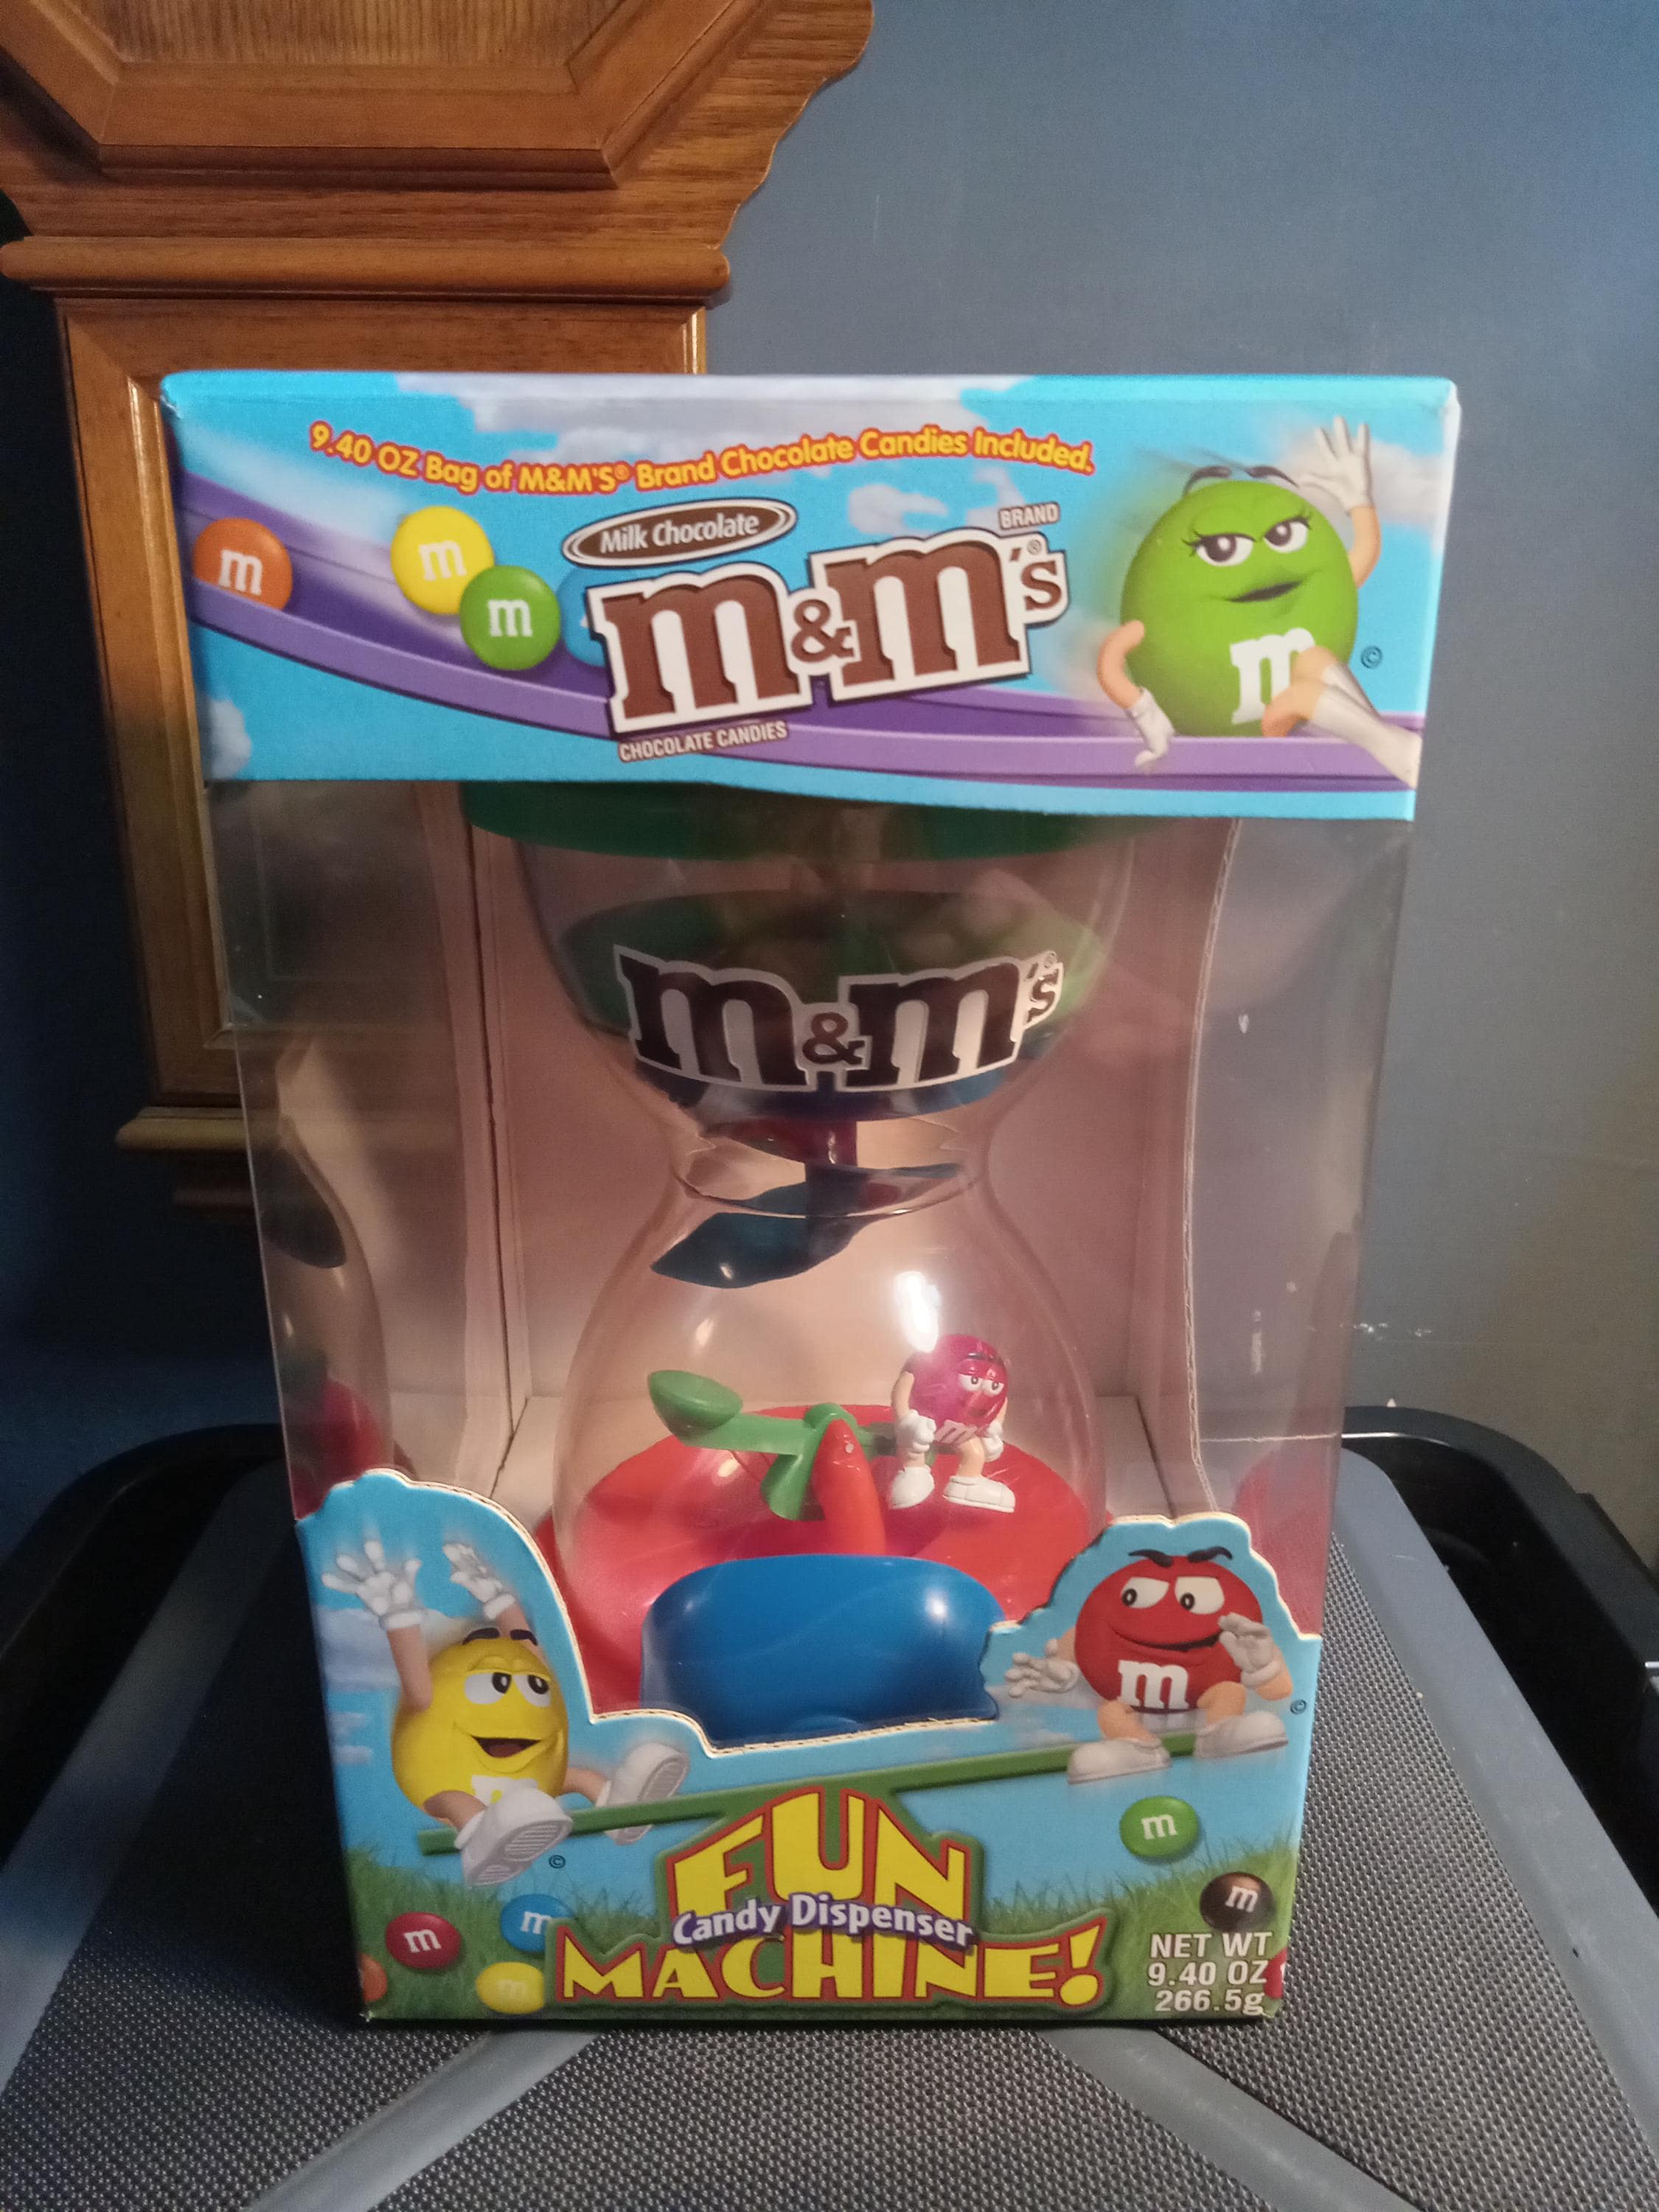 9.40 OZ Bag of M&M'S® Brand Chocolate Candies Included.
Milk Chocolate
BRAND
m&m's®
CHOCOLATE CANDIES
m
m
m
m
©
m&m's®
m
m
©
©
m
m
m
m
m
FUN
Candy Dispenser
MACHINE!
NET WT
9.40 OZ
266.5g